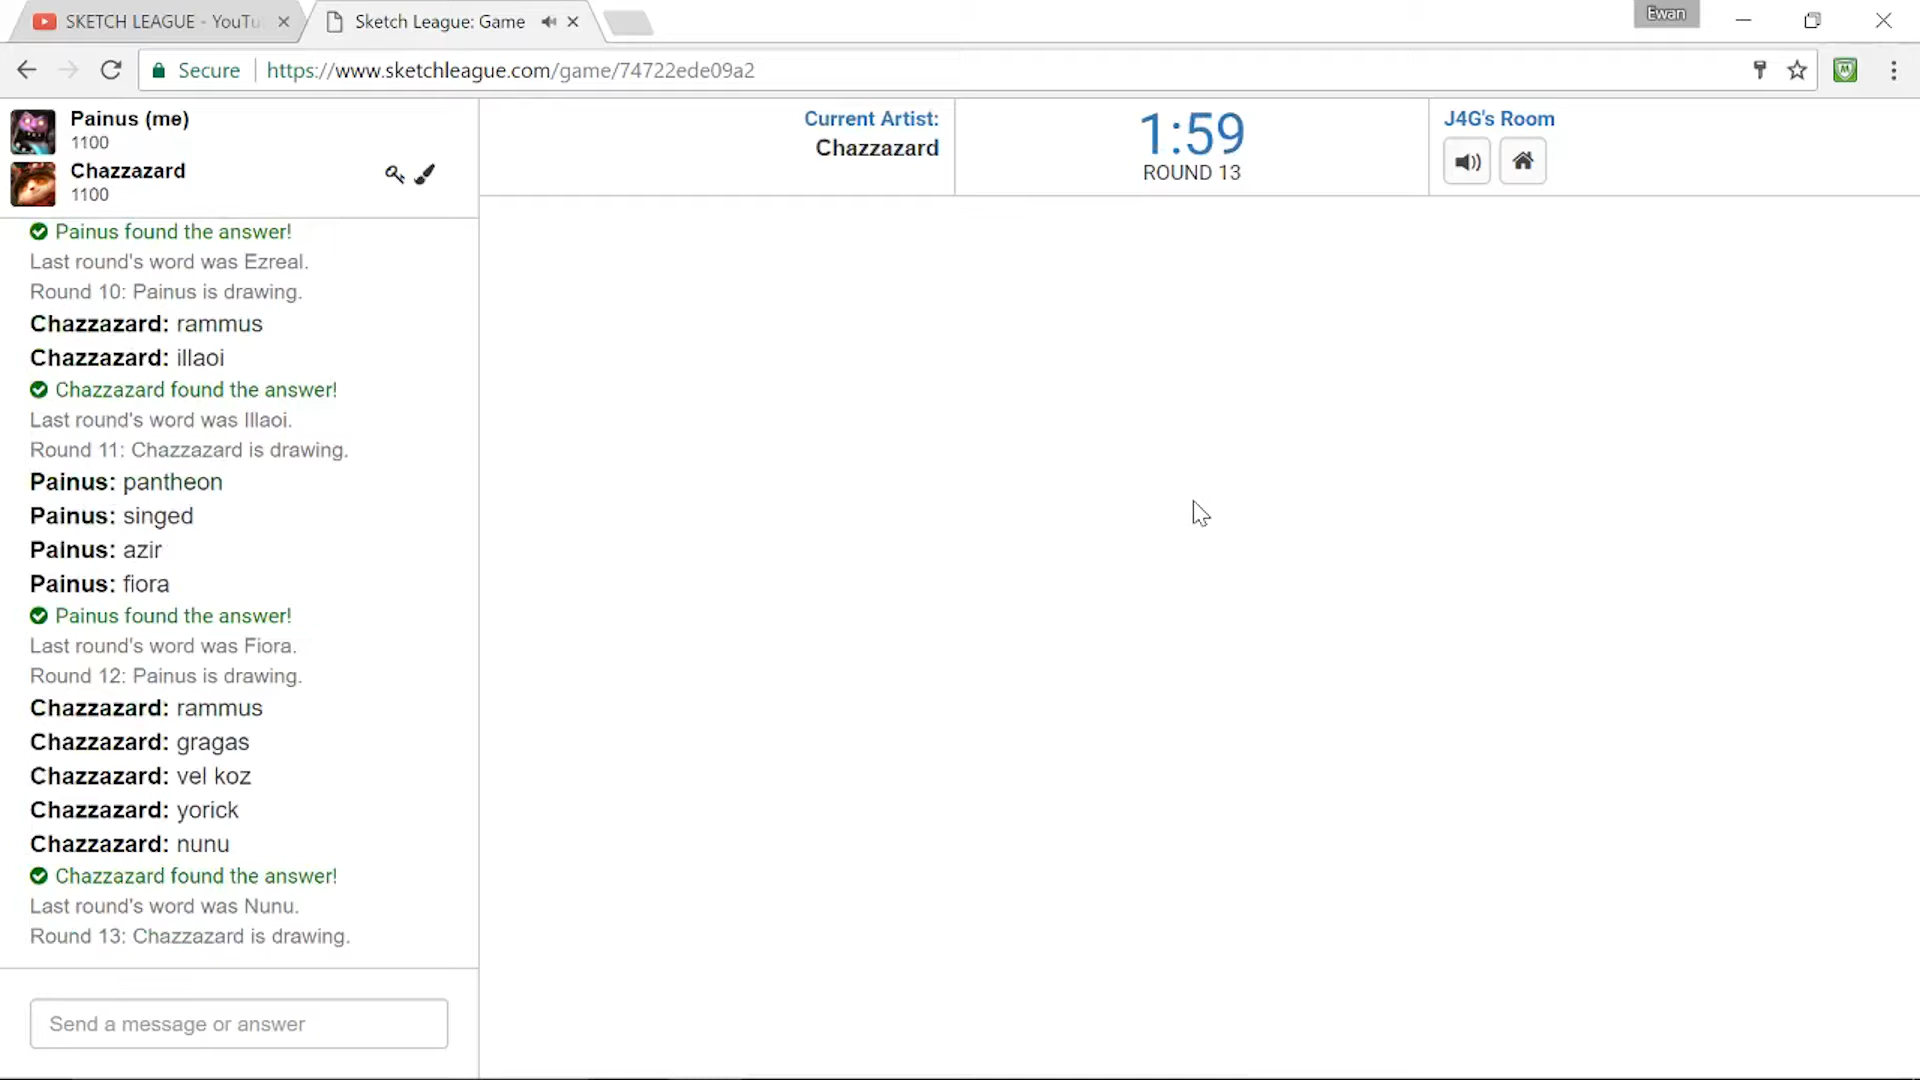 SKETCH LEAGUE - YouTu
Sketch League: Game
Ewan
Secure
https://www.sketchleague.com/game/74722ede09a2
Painus (me)
1100
Chazzazard
1100
Current Artist:
Chazzazard
1:59
ROUND 13
J4G's Room
Painus found the answer!
Last round's word was Ezreal.
Round 10: Painus is drawing.
Chazzazard: rammus
Chazzazard: illaoi
Chazzazard found the answer!
Last round's word was Illaoi.
Round 11: Chazzazard is drawing.
Painus: pantheon
Painus: singed
Painus: azir
Painus: fiora
Painus found the answer!
Last round's word was Fiora.
Round 12: Painus is drawing.
Chazzazard: rammus
Chazzazard: gragas
Chazzazard: vel koz
Chazzazard: yorick
Chazzazard: nunu
Chazzazard found the answer!
Last round's word was Nunu.
Round 13: Chazzazard is drawing.
Send a message or answer